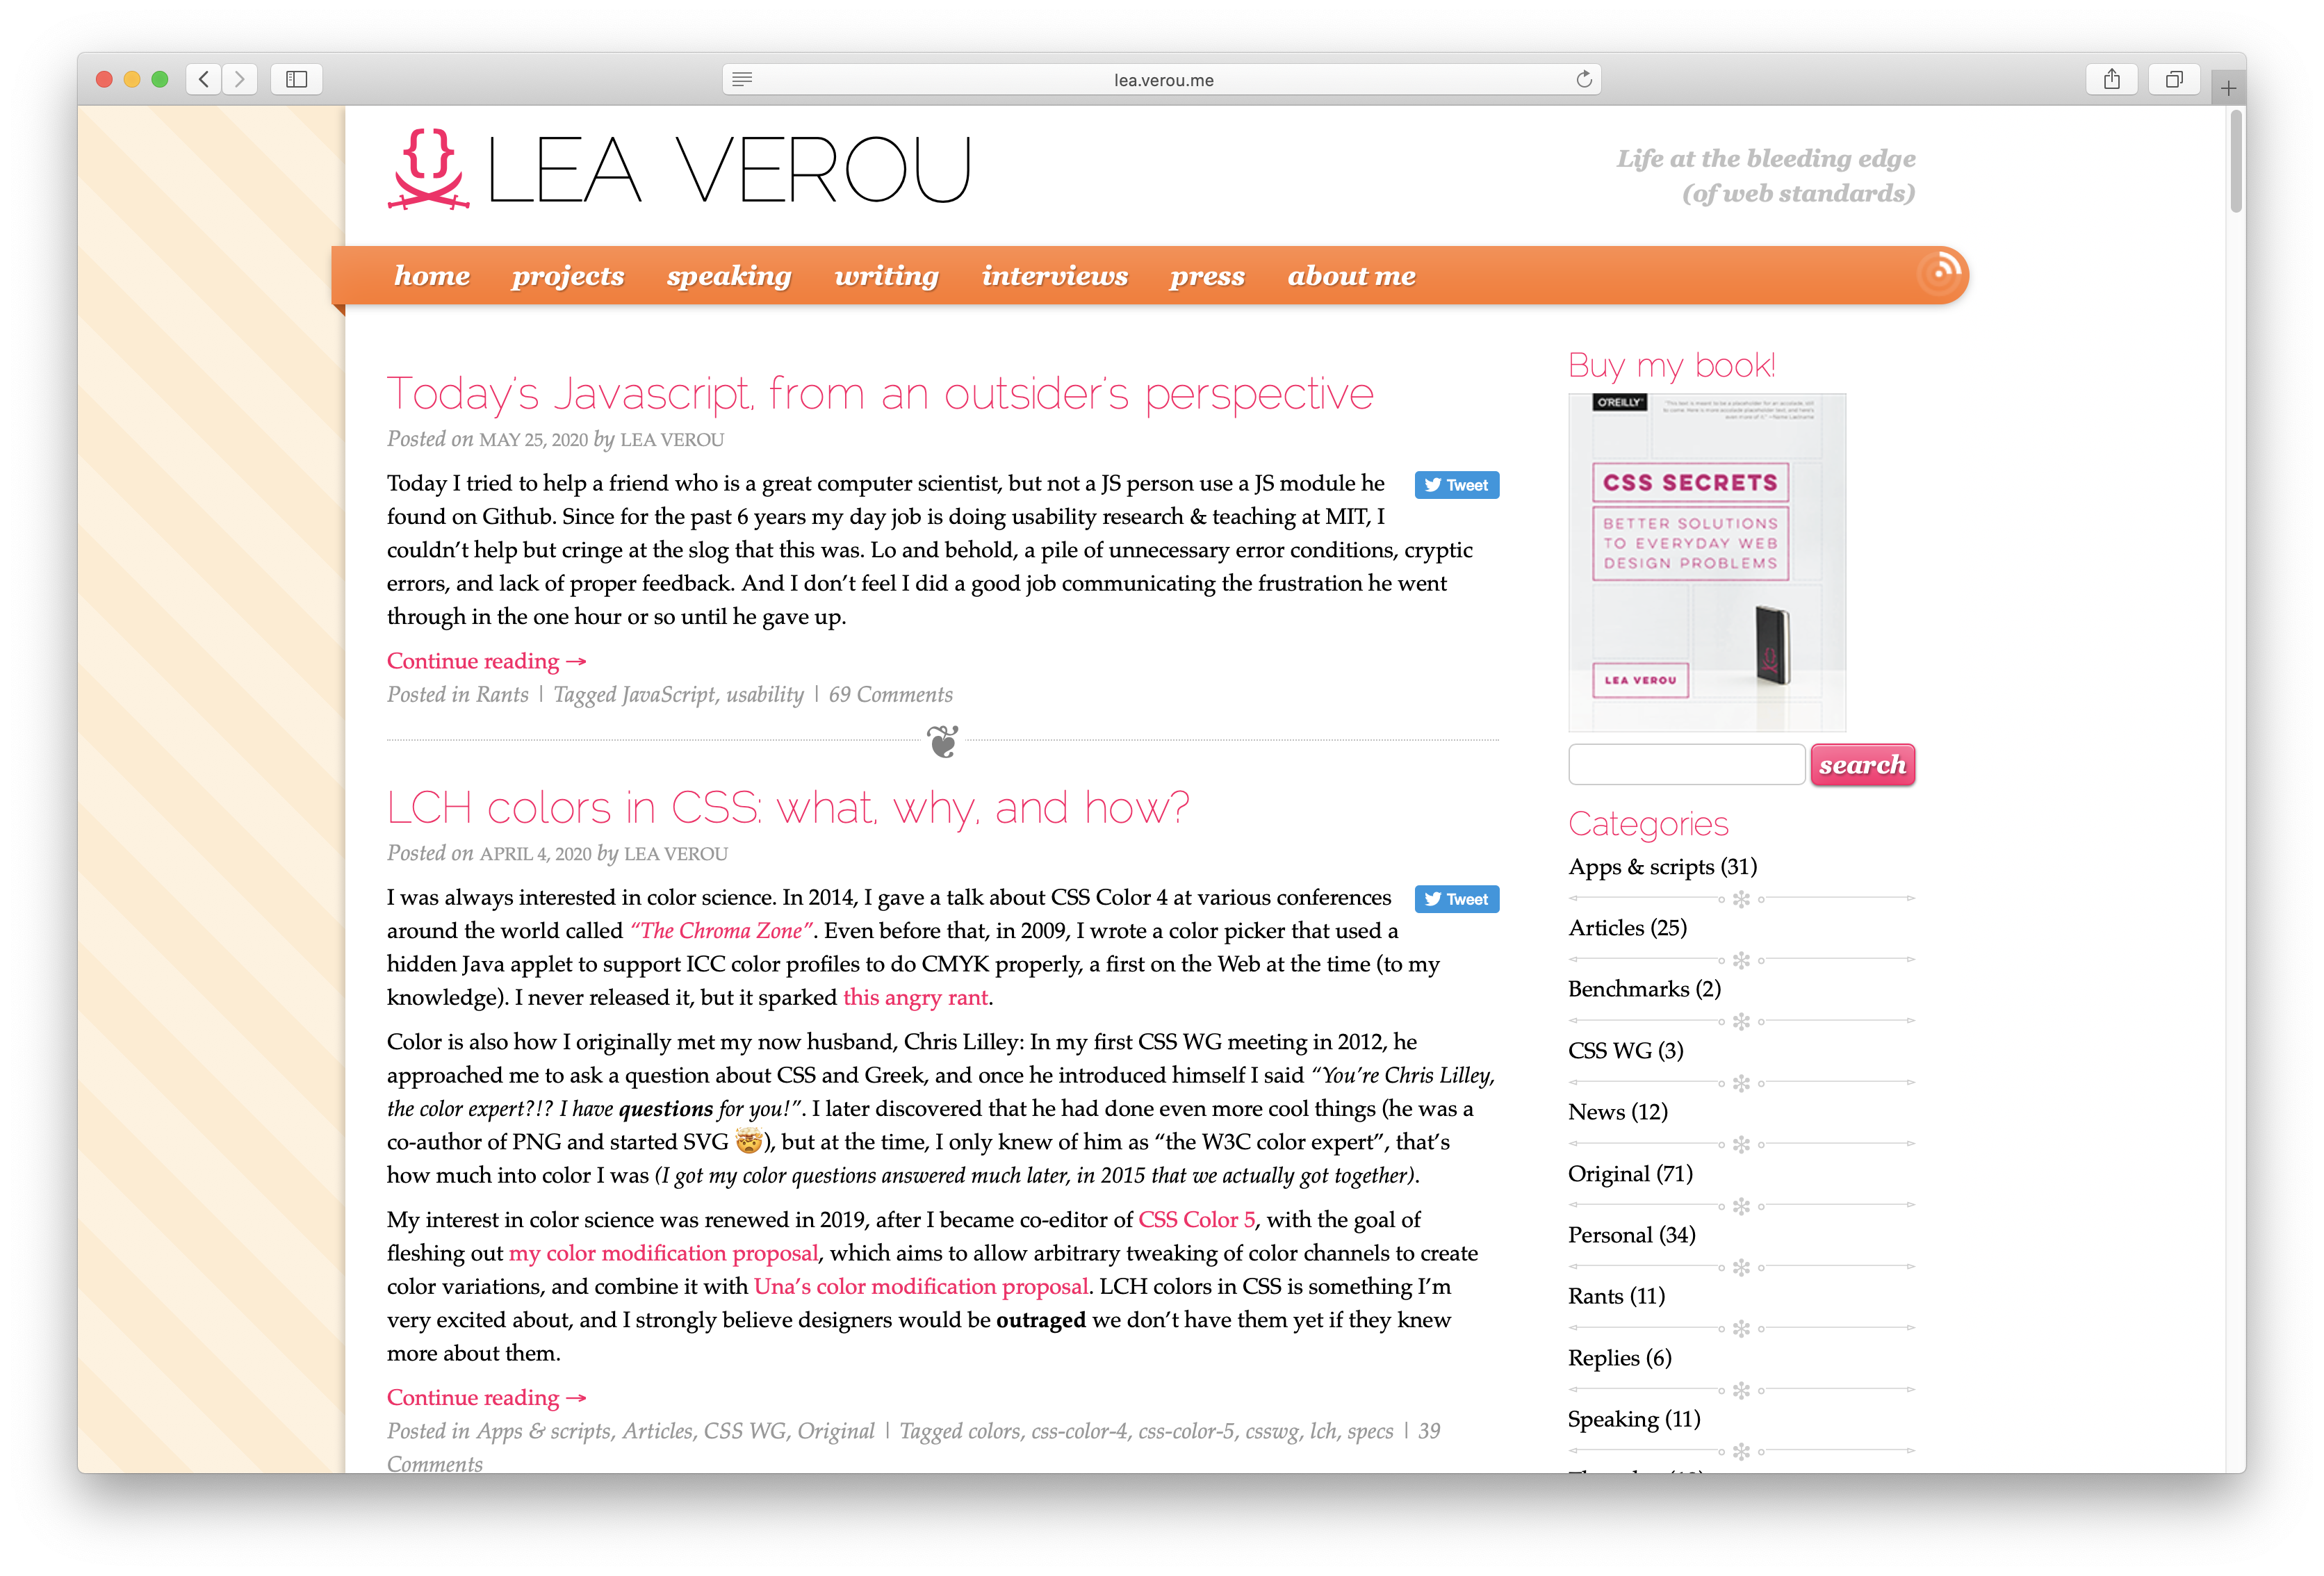 lea.verou.me
LEA VEROU
Life at the bleeding edge
(of web standards)
home projects speaking writing interviews press about me
Today's Javascript, from an outsider's perspective
Posted on MAY 25, 2020 by LEA VEROU
Tweet
Today I tried to help a friend who is a great computer scientist, but not a JS person use a JS module he
found on Github. Since for the past 6 years my day job is doing usability research & teaching at MIT, I
couldn’t help but cringe at the slog that this was. Lo and behold, a pile of unnecessary error conditions, cryptic
errors, and lack of proper feedback. And I don’t feel I did a good job communicating the frustration he went
through in the one hour or so until he gave up.
Continue reading →
Posted in Rants | Tagged JavaScript, usability | 69 Comments
LCH colors in CSS: what, why, and how?
Posted on APRIL 4, 2020 by LEA VEROU
Tweet
I was always interested in color science. In 2014, I gave a talk about CSS Color 4 at various conferences
around the world called “The Chroma Zone”. Even before that, in 2009, I wrote a color picker that used a
hidden Java applet to support ICC color profiles to do CMYK properly, a first on the Web at the time (to my
knowledge). I never released it, but it sparked this angry rant.
Color is also how I originally met my now husband, Chris Lilley: In my first CSS WG meeting in 2012, he
approached me to ask a question about CSS and Greek, and once he introduced himself I said “You’re Chris Lilley,
the color expert?!? I have questions for you!”. I later discovered that he had done even more cool things (he was a
co-author of PNG and started SVG 🤯), but at the time, I only knew of him as “the W3C color expert”, that’s
how much into color I was (I got my color questions answered much later, in 2015 that we actually got together).
My interest in color science was renewed in 2019, after I became co-editor of CSS Color 5, with the goal of
fleshing out my color modification proposal, which aims to allow arbitrary tweaking of color channels to create
color variations, and combine it with Una’s color modification proposal. LCH colors in CSS is something I’m
very excited about, and I strongly believe designers would be outraged we don’t have them yet if they knew
more about them.
Continue reading →
Posted in Apps & scripts, Articles, CSS WG, Original | Tagged colors, css-color-4, css-color-5, csswg, lch, specs | 39
Comments
Buy my book!
O'REILLY
CSS SECRETS
BETTER SOLUTIONS
TO EVERYDAY WEB
DESIGN PROBLEMS
LEA VEROU
search
Categories
Apps & scripts (31)
Articles (25)
Benchmarks (2)
CSS WG (3)
News (12)
Original (71)
Personal (34)
Rants (11)
Replies (6)
Speaking (11)